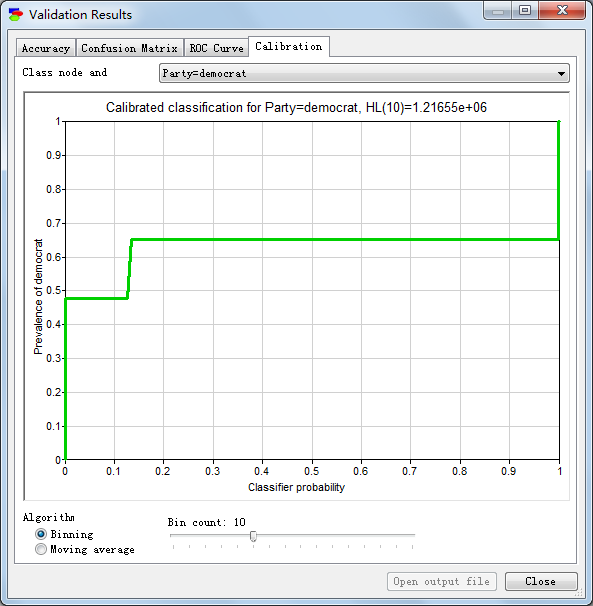 Validation Results
Accuracy
Confusion Matrix
ROC Curve
Calibration
Class node and
Party=democrat
Calibrated classification for Party=democrat, HL(10)=1.21655e+06
1
0.9
0.8
0.7
0.6
0.5
0.4
0.3
0.2
0.1
0
Prevalence of democrat
0 0.1 0.2 0.3 0.4 0.5 0.6 0.7 0.8 0.9 1
Classifier probability
Algorithm
Binning
Moving average
Bin count: 10
Open output file
Close